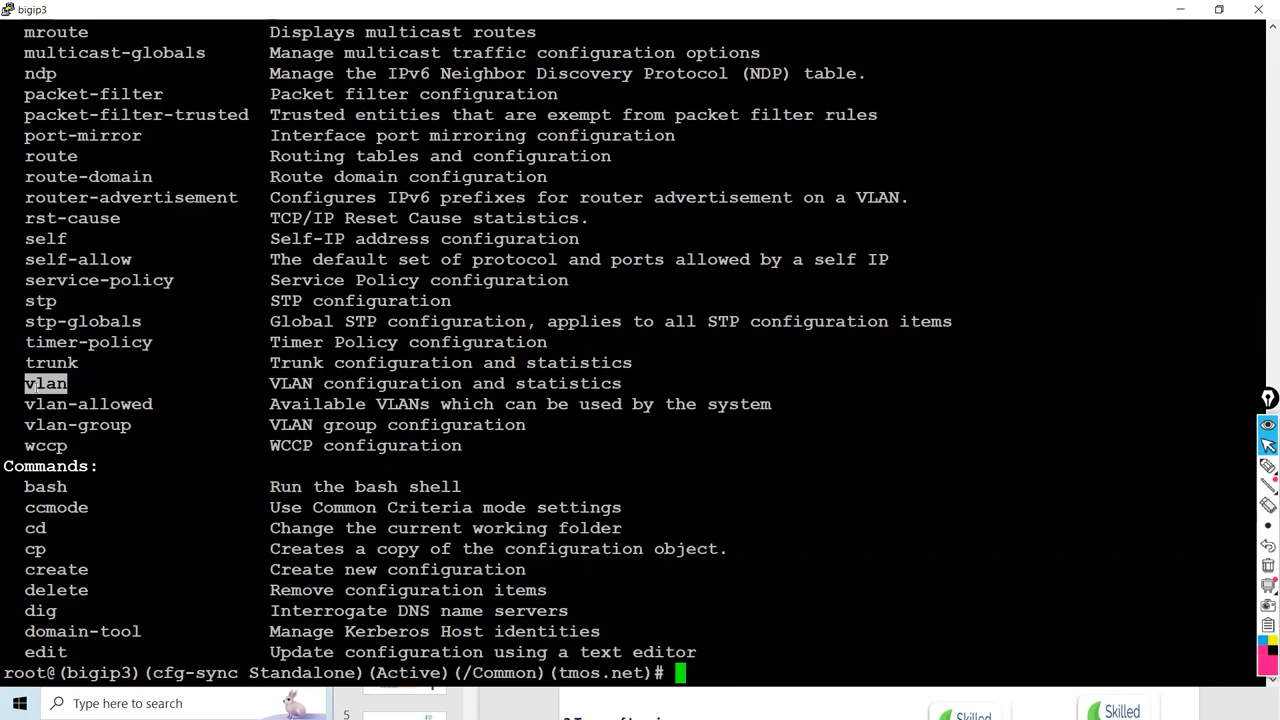 bigip3
mroute Displays multicast routes
multicast-globals Manage multicast traffic configuration options
ndp Manage the IPv6 Neighbor Discovery Protocol (NDP) table.
packet-filter Packet filter configuration
packet-filter-trusted Trusted entities that are exempt from packet filter rules
port-mirror Interface port mirroring configuration
route Routing tables and configuration
route-domain Route domain configuration
router-advertisement Configures IPv6 prefixes for router advertisement on a VLAN.
rst-cause TCP/IP Reset Cause statistics.
self Self-IP address configuration
self-allow The default set of protocol and ports allowed by a self IP
service-policy Service Policy configuration
stp STP configuration
stp-globals Global STP configuration, applies to all STP configuration items
timer-policy Timer Policy configuration
trunk Trunk configuration and statistics
vlan VLAN configuration and statistics
vlan-allowed Available VLANs which can be used by the system
vlan-group VLAN group configuration
wccp WCCP configuration
Commands:
bash Run the bash shell
ccmode Use Common Criteria mode settings
cd Change the current working folder
cp Creates a copy of the configuration object.
create Create new configuration
delete Remove configuration items
dig Interrogate DNS name servers
domain-tool Manage Kerberos Host identities
edit Update configuration using a text editor
root@(bigip3)(cfg-sync Standalone)(Active)(/Common)(tmos.net)#
Type here to search
5
Skilled
Skilled